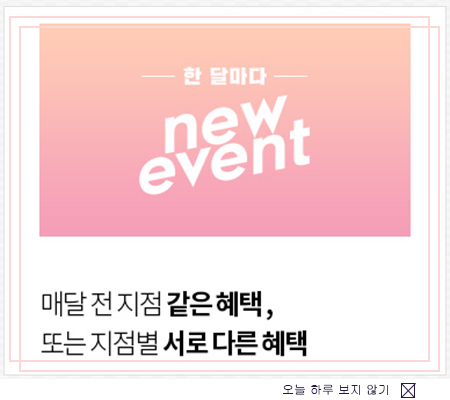 한 달마다
new
event
매달 전 지점 같은 혜택,
또는 지점별 서로 다른 혜택
오늘 하루 보지 않기